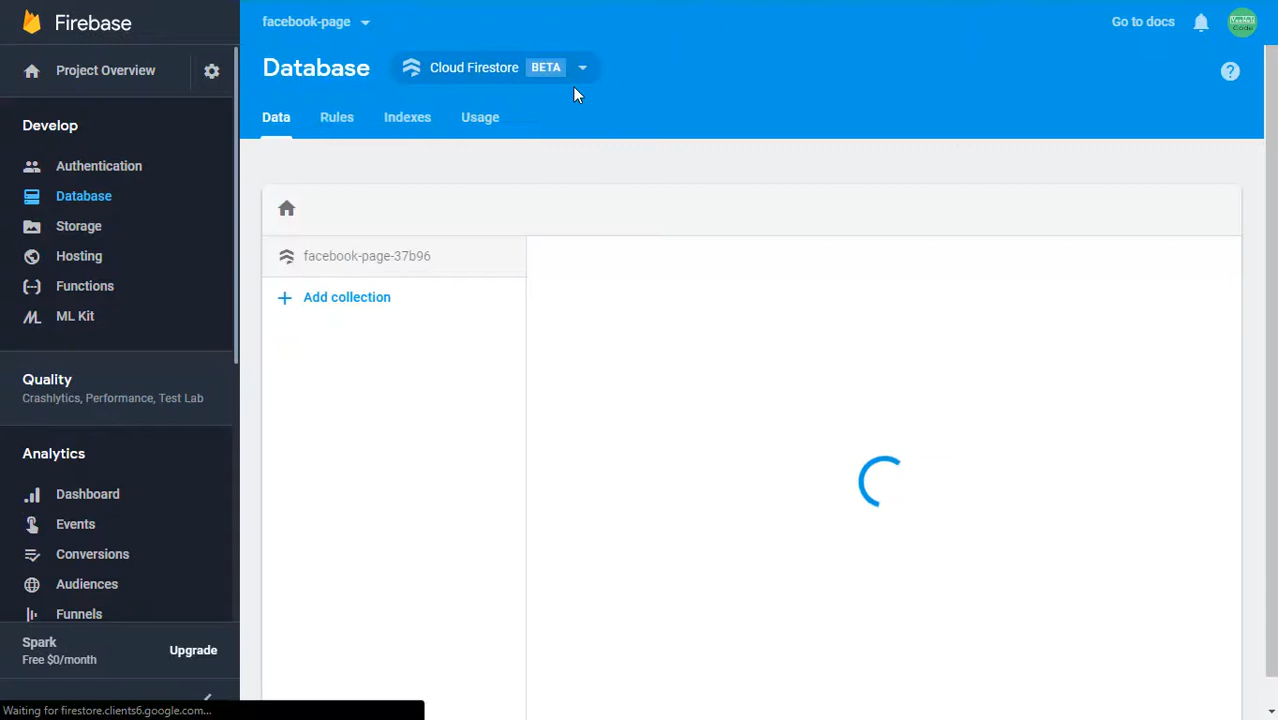 Firebase
facebook-page
Go to docs
Project Overview
Database
Cloud Firestore BETA
Data
Rules
Indexes
Usage
Develop
Authentication
Database
Storage
Hosting
Functions
ML Kit
facebook-page-37b96
Add collection
Quality
Crashlytics, Performance, Test Lab
Analytics
Dashboard
Events
Conversions
Audiences
Funnels
Spark
Free $0/month
Upgrade
Waiting for firestore.clients6.google.com...